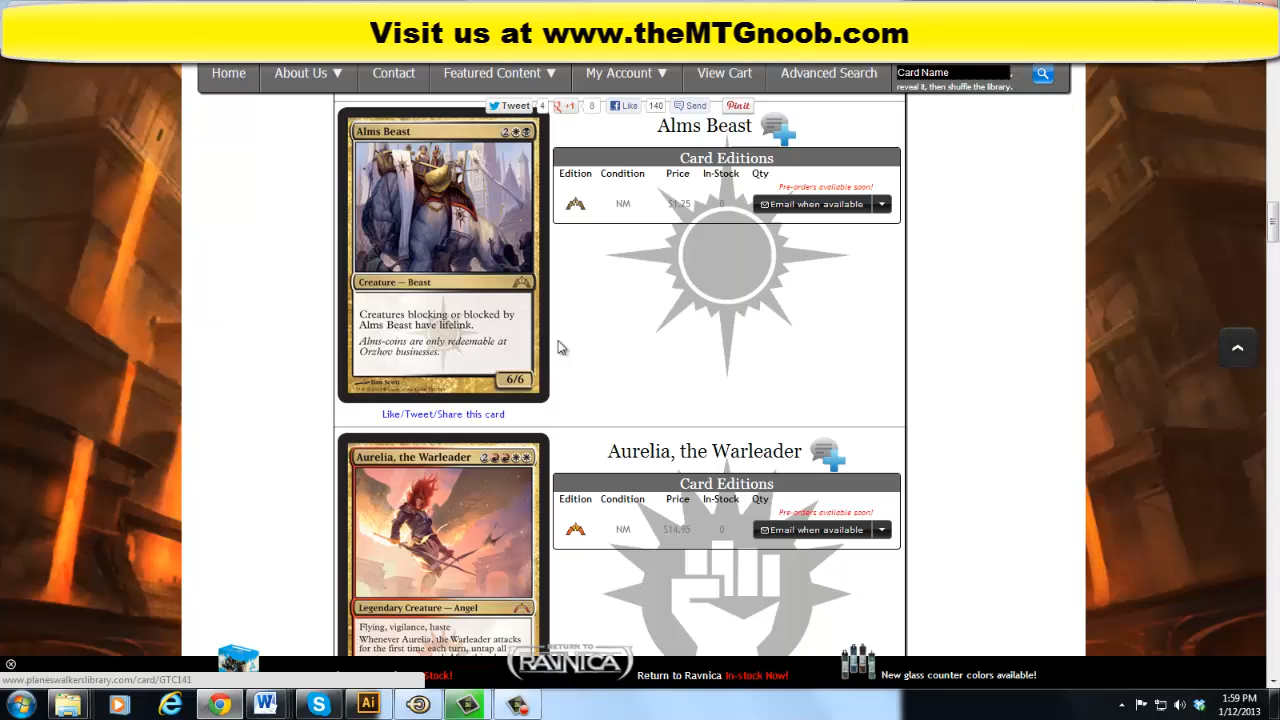 Visit us at www.theMTGnoob.com
Home About Us ▼ Contact Featured Content ▼ My Account ▼ View Cart Advanced Search Card Name
reveal it, then shuffle the library.
Tweet 4 +1 8 Like 140 Send Pin it
Alms Beast 2
Creature — Beast
Creatures blocking or blocked by
Alms Beast have lifelink.
Alms-coins are only redeemable at
Orzhov businesses.
Dan Scott
6/6
Like/Tweet/Share this card
Alms Beast
Card Editions
Edition Condition Price In-Stock Qty
Pre-orders available soon!
NM $1.25 0 Email when available
Aurelia, the Warleader 2
Legendary Creature — Angel
Flying, vigilance, haste
Whenever Aurelia, the Warleader attacks
for the first time each turn, untap all
Aurelia, the Warleader
Card Editions
Edition Condition Price In-Stock Qty
Pre-orders available soon!
NM $14.95 0 Email when available
Stock! RETURN TO RAVNICA Return to Ravnica In-stock Now! New glass counter colors available!
www.planeswalkerslibrary.com/card/GTC141
1:59 PM
1/12/2013